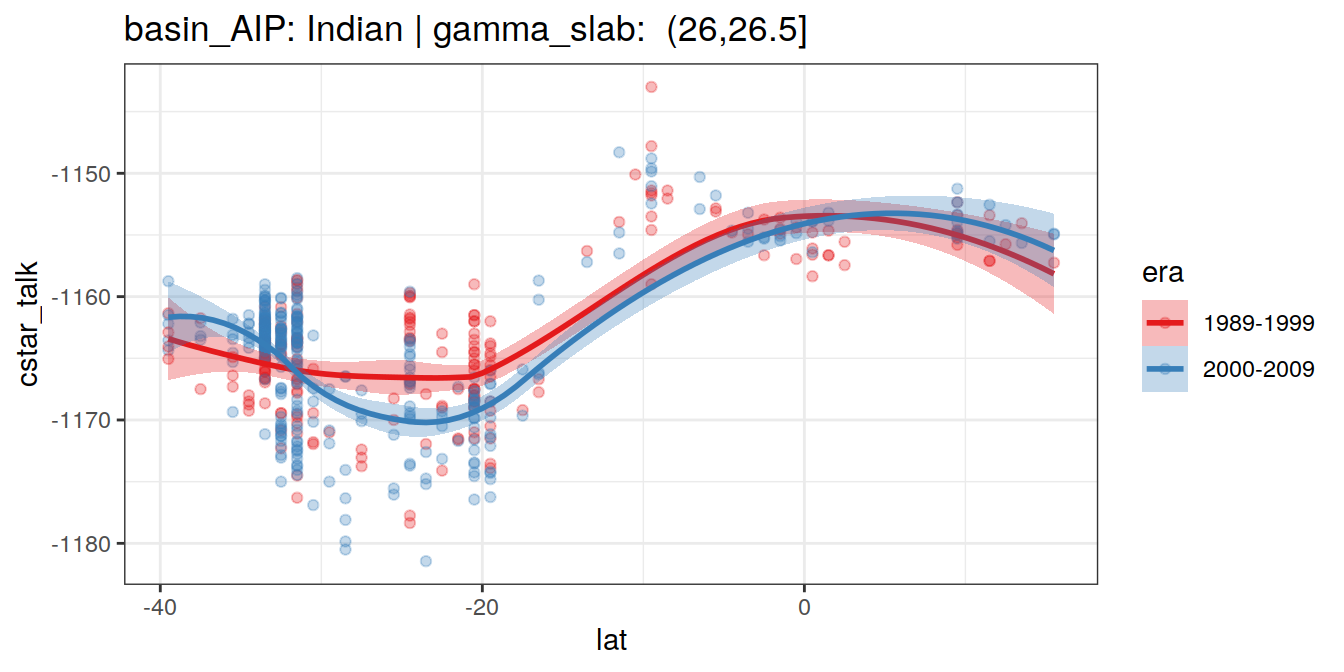 basin_AIP: Indian | gamma_slab:  (26,26.5]
cstar_talk
-1150
-1160
-1170
-1180
-40
-20
0
lat
era
1989-1999
2000-2009